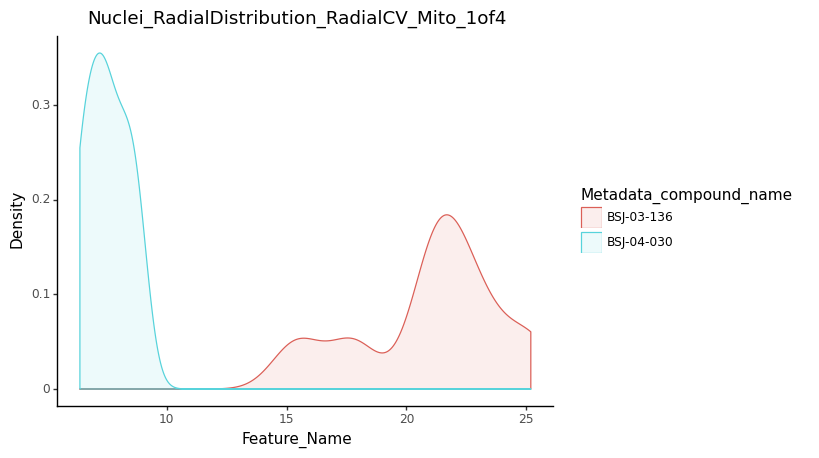 Nuclei_RadialDistribution_RadialCV_Mito_1of4
0.3
0.2
0.1
0
Density
10
15
20
25
Feature_Name
Metadata_compound_name
BSJ-03-136
BSJ-04-030